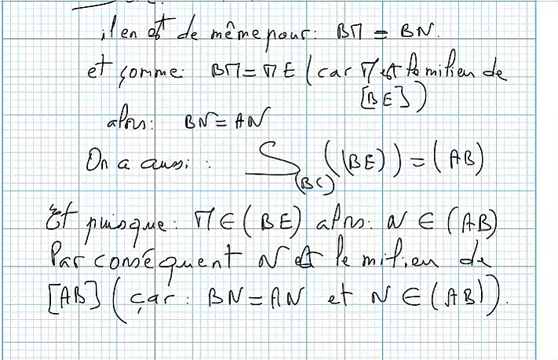 il en est de même pour: BM = BN.
et comme: BM = ME (car M est le milieu de
[BE])
alors: BN = AN
On a aussi: S(BC) ((BE)) = (AB)
Et puisque: M ∈ (BE) alors: N ∈ (AB)
Par conséquent N est le milieu de
[AB] (çar: BN = AN et N ∈ (AB)).